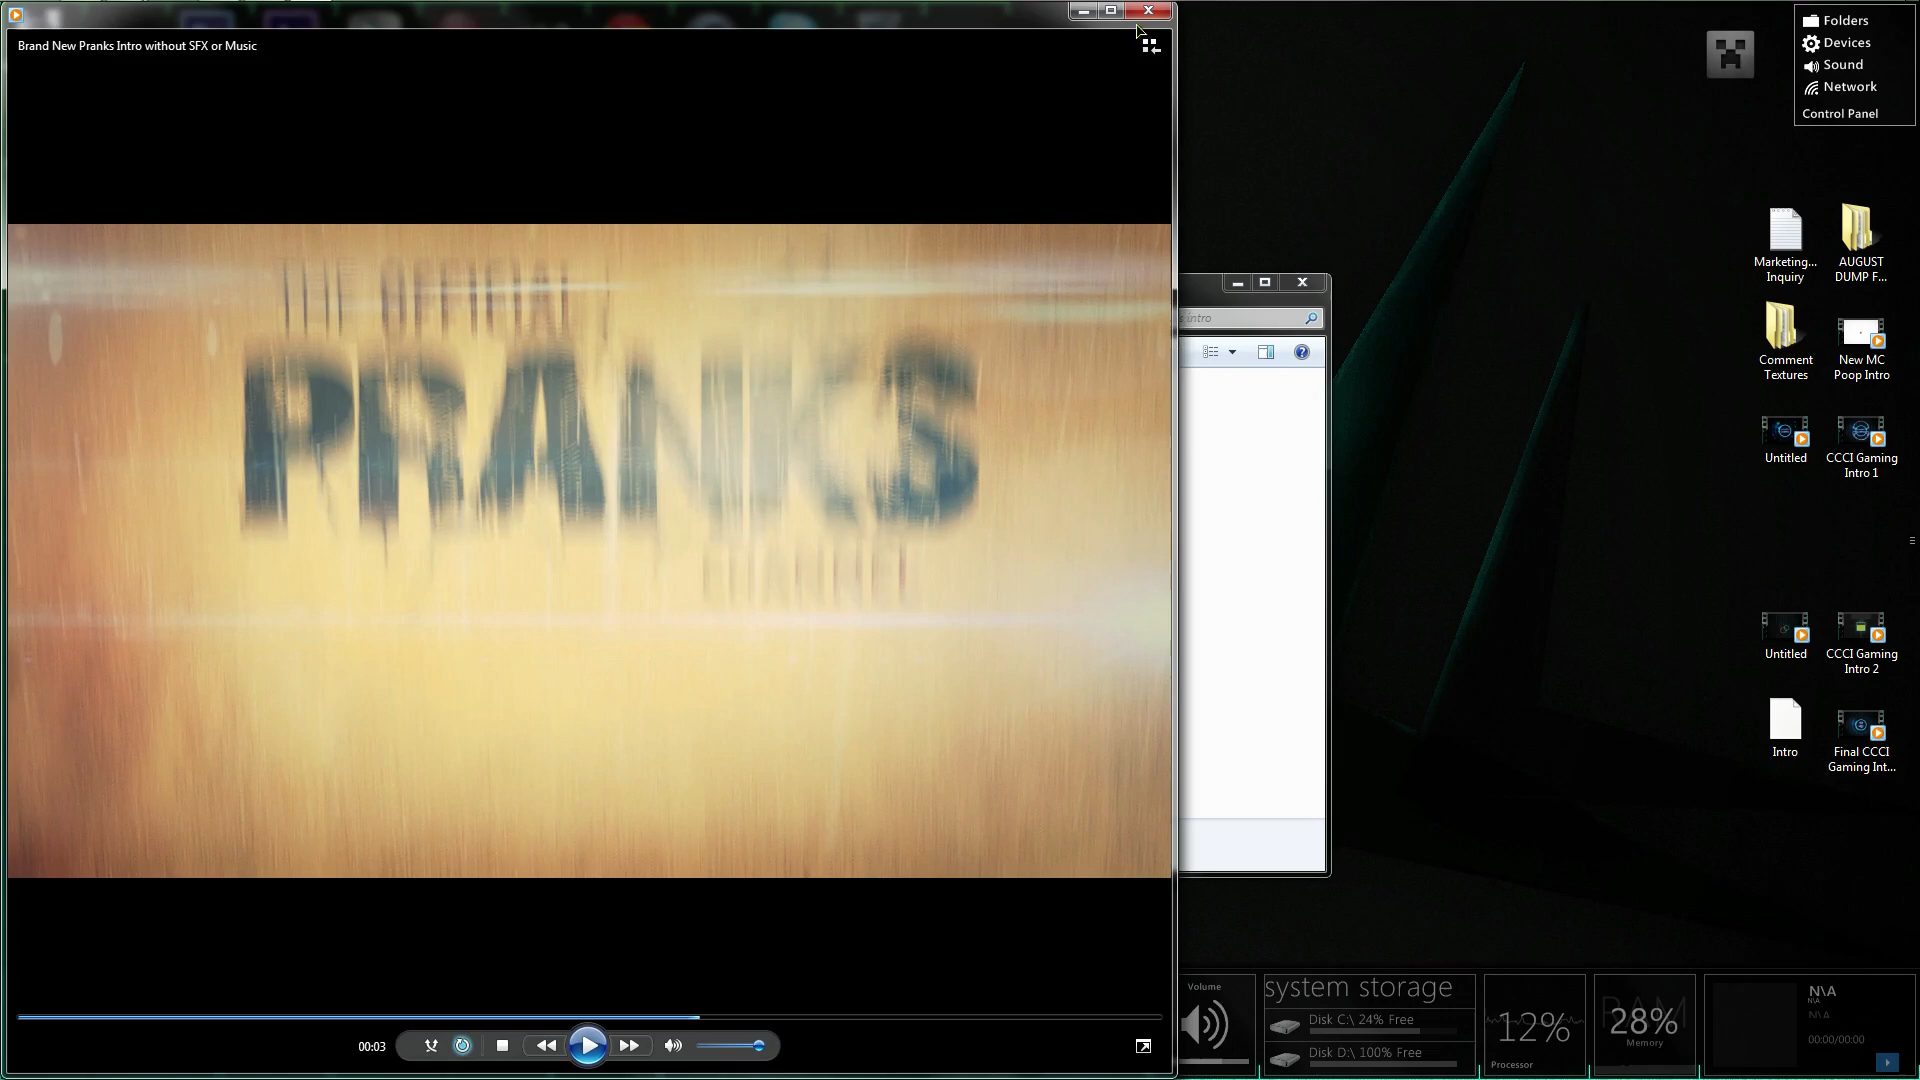 Brand New Pranks Intro without SFX or Music
PRANKS
00:03
s intro
Folders
Devices
Sound
Network
Control Panel
Marketing...
Inquiry
AUGUST
DUMP F...
Comment
Textures
New MC
Poop Intro
Untitled
CCCI Gaming
Intro 1
Untitled
CCCI Gaming
Intro 2
Intro
Final CCCI
Gaming Int...
Volume
system storage
Disk C:\ 24% Free
Disk D:\ 100% Free
12%
Processor
RAM
28%
Memory
N\A
N\A
N\A
00:00/00:00